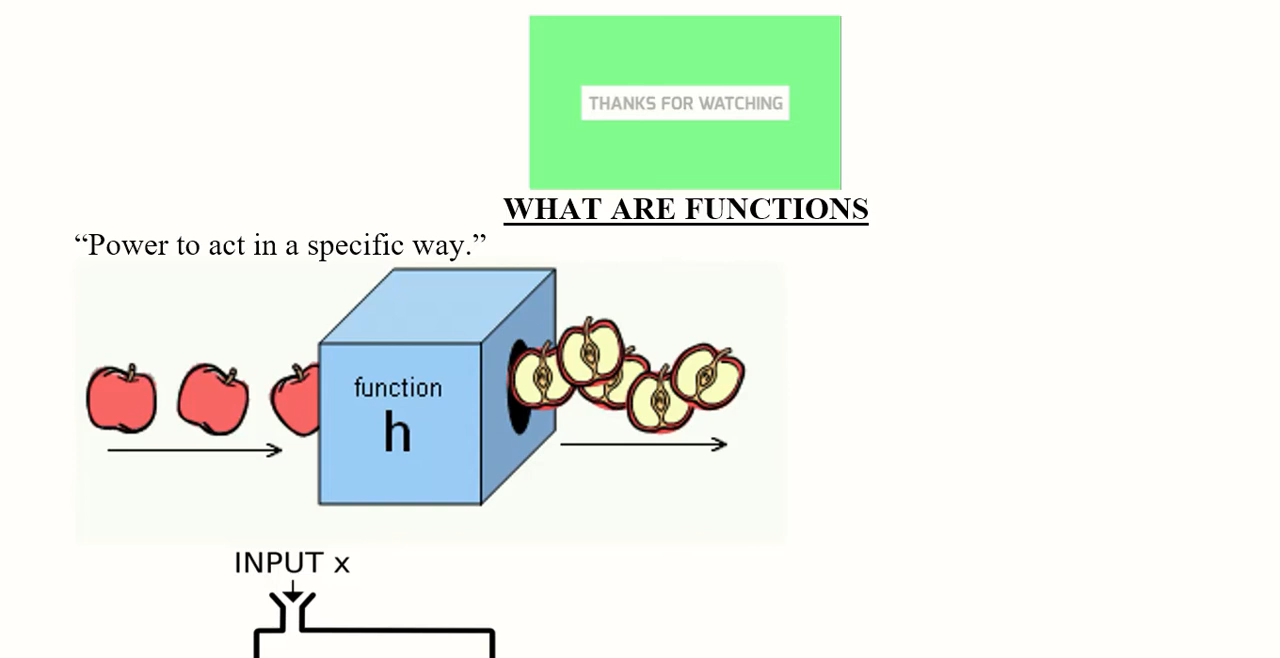 THANKS FOR WATCHING
WHAT ARE FUNCTIONS
“Power to act in a specific way.”
function
h
INPUT x